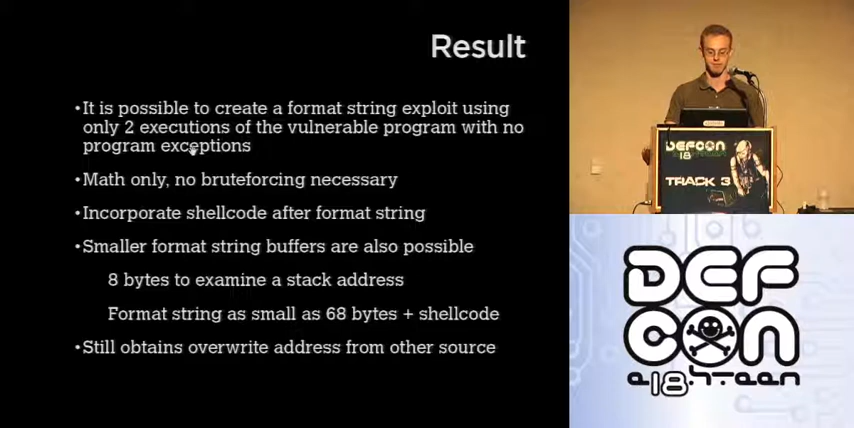 Result
•It is possible to create a format string exploit using
only 2 executions of the vulnerable program with no
program exceptions
•Math only, no bruteforcing necessary
•Incorporate shellcode after format string
•Smaller format string buffers are also possible
8 bytes to examine a stack address
Format string as small as 68 bytes + shellcode
•Still obtains overwrite address from other source
DEFCON
18
TRACK 3
DEF
CON
18